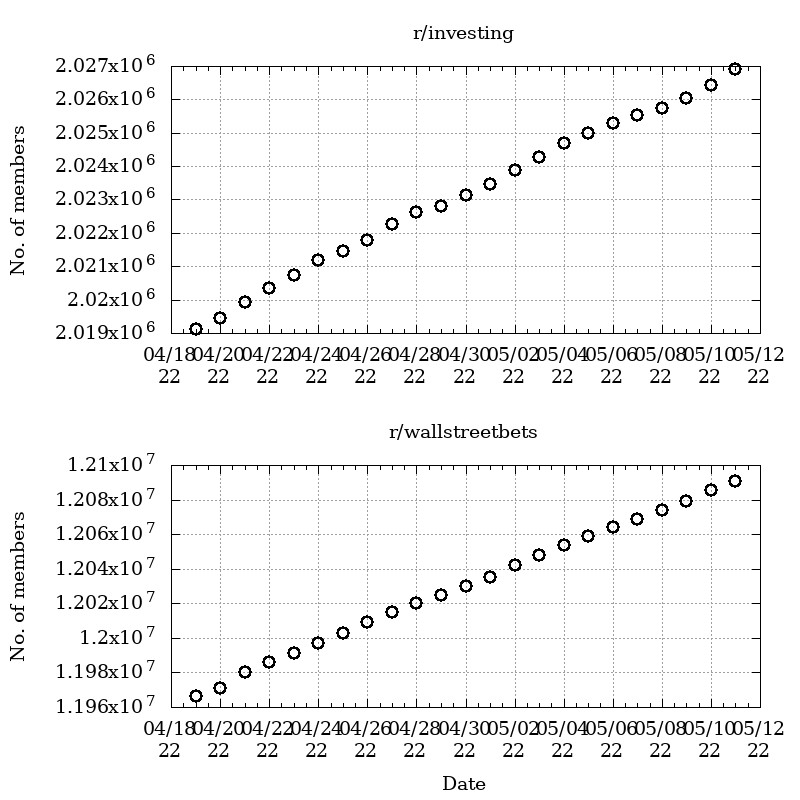 r/investing
2.027x10^6
2.026x10^6
2.025x10^6
2.024x10^6
2.023x10^6
2.022x10^6
2.021x10^6
2.02x10^6
2.019x10^6
No. of members
04/18 04/20 04/22 04/24 04/26 04/28 04/30 05/02 05/04 05/06 05/08 05/10 05/12
22 22 22 22 22 22 22 22 22 22 22 22 22
r/wallstreetbets
1.21x10^7
1.208x10^7
1.206x10^7
1.204x10^7
1.202x10^7
1.2x10^7
1.198x10^7
1.196x10^7
No. of members
04/18 04/20 04/22 04/24 04/26 04/28 04/30 05/02 05/04 05/06 05/08 05/10 05/12
22 22 22 22 22 22 22 22 22 22 22 22 22
Date